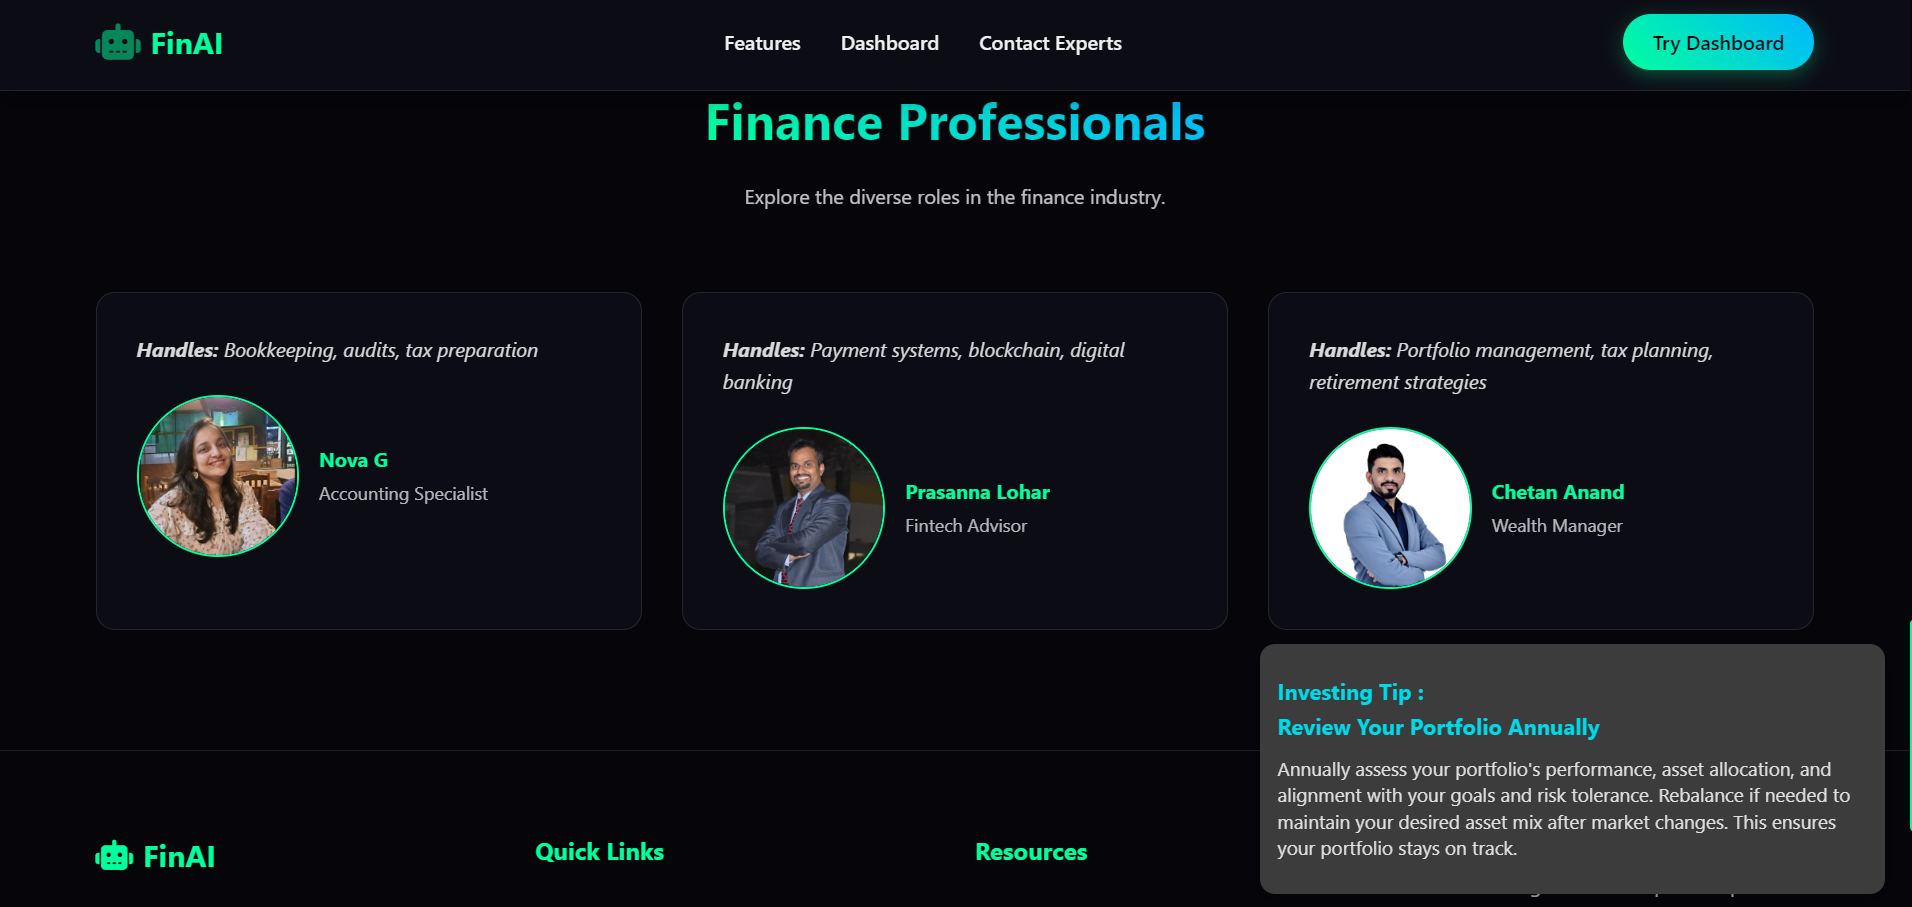 FinAI
Features
Dashboard
Contact Experts
Try Dashboard
Finance Professionals
Explore the diverse roles in the finance industry.
Handles: Bookkeeping, audits, tax preparation
Nova G
Accounting Specialist
Handles: Payment systems, blockchain, digital
banking
Prasanna Lohar
Fintech Advisor
Handles: Portfolio management, tax planning,
retirement strategies
Chetan Anand
Wealth Manager
Investing Tip :
Review Your Portfolio Annually
Annually assess your portfolio's performance, asset allocation, and
alignment with your goals and risk tolerance. Rebalance if needed to
maintain your desired asset mix after market changes. This ensures
your portfolio stays on track.
FinAI
Quick Links
Resources